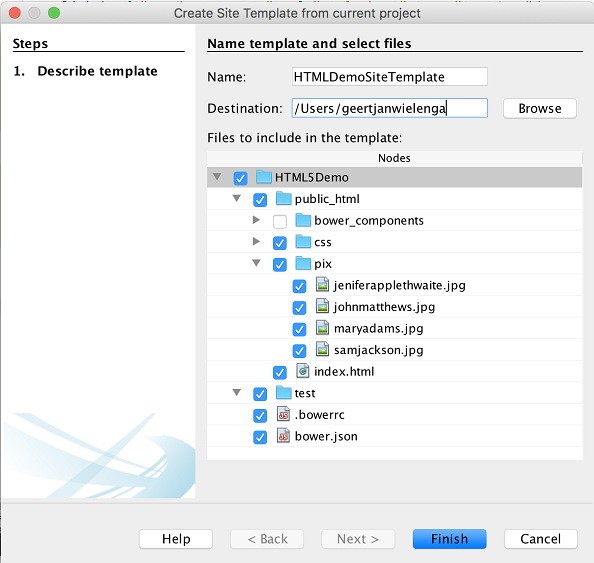 Create Site Template from current project
Steps
1. Describe template
Name template and select files
Name: HTMLDemoSiteTemplate
Destination: /Users/geertjanwielenga Browse
Files to include in the template:
Nodes
HTML5Demo
public_html
bower_components
css
pix
jeniferapplethwaite.jpg
johnmatthews.jpg
maryadams.jpg
samjackson.jpg
index.html
test
.bowerrc
bower.json
Help < Back Next > Finish Cancel